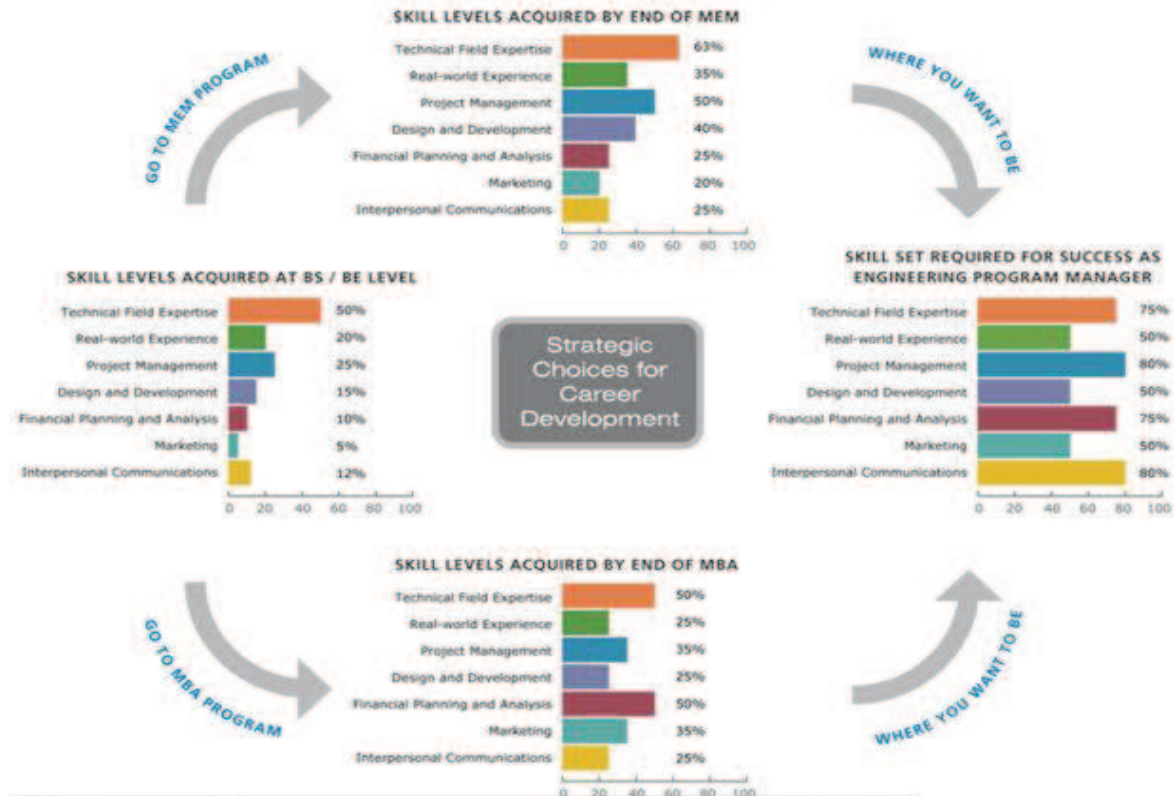 SKILL LEVELS ACQUIRED BY END OF MEM
Technical Field Expertise 63%
Real-world Experience 35%
Project Management 50%
Design and Development 40%
Financial Planning and Analysis 25%
Marketing 20%
Interpersonal Communications 25%
0 20 40 60 80 100
GO TO MEM PROGRAM
WHERE YOU WANT TO BE
SKILL LEVELS ACQUIRED AT BS / BE LEVEL
Technical Field Expertise 50%
Real-world Experience 20%
Project Management 25%
Design and Development 15%
Financial Planning and Analysis 10%
Marketing 5%
Interpersonal Communications 12%
0 20 40 60 80 100
Strategic
Choices for
Career
Development
SKILL SET REQUIRED FOR SUCCESS AS
ENGINEERING PROGRAM MANAGER
Technical Field Expertise 75%
Real-world Experience 50%
Project Management 80%
Design and Development 50%
Financial Planning and Analysis 75%
Marketing 50%
Interpersonal Communications 80%
0 20 40 60 80 100
GO TO MBA PROGRAM
SKILL LEVELS ACQUIRED BY END OF MBA
Technical Field Expertise 50%
Real-world Experience 25%
Project Management 35%
Design and Development 25%
Financial Planning and Analysis 50%
Marketing 35%
Interpersonal Communications 25%
0 20 40 60 80 100
WHERE YOU WANT TO BE